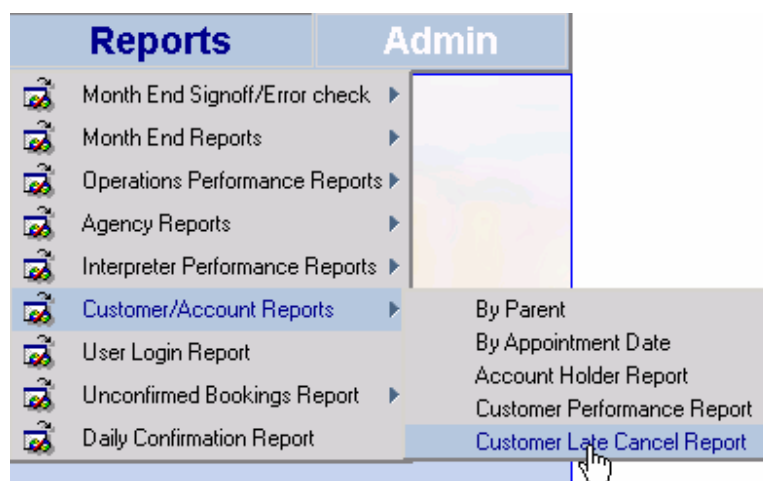 Reports Admin
Month End Signoff/Error check
Month End Reports
Operations Performance Reports
Agency Reports
Interpreter Performance Reports
Customer/Account Reports
User Login Report
Unconfirmed Bookings Report
Daily Confirmation Report
By Parent
By Appointment Date
Account Holder Report
Customer Performance Report
Customer Late Cancel Report